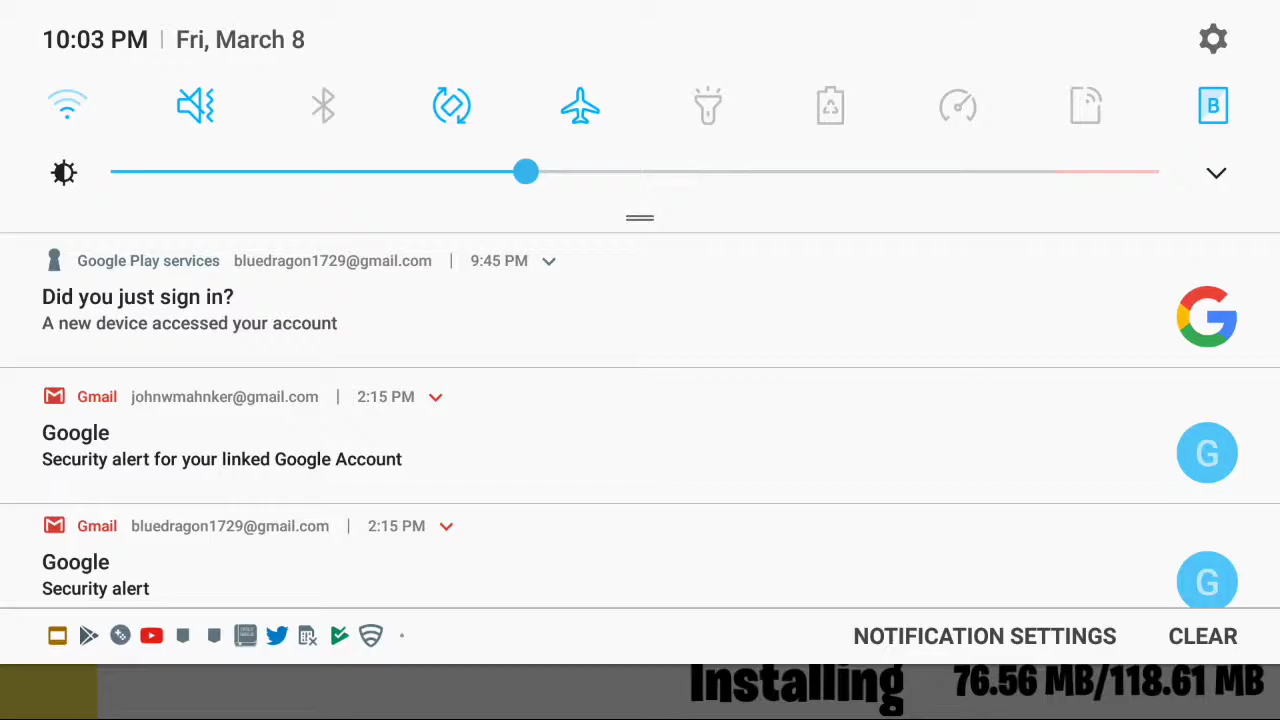 10:03 PM | Fri, March 8
B
Google Play services bluedragon1729@gmail.com | 9:45 PM
Did you just sign in?
A new device accessed your account
G
Gmail johnwmahnker@gmail.com | 2:15 PM
Google
Security alert for your linked Google Account
G
Gmail bluedragon1729@gmail.com | 2:15 PM
Google
Security alert
G
NOTIFICATION SETTINGS CLEAR
Installing 76.56 MB/118.61 MB